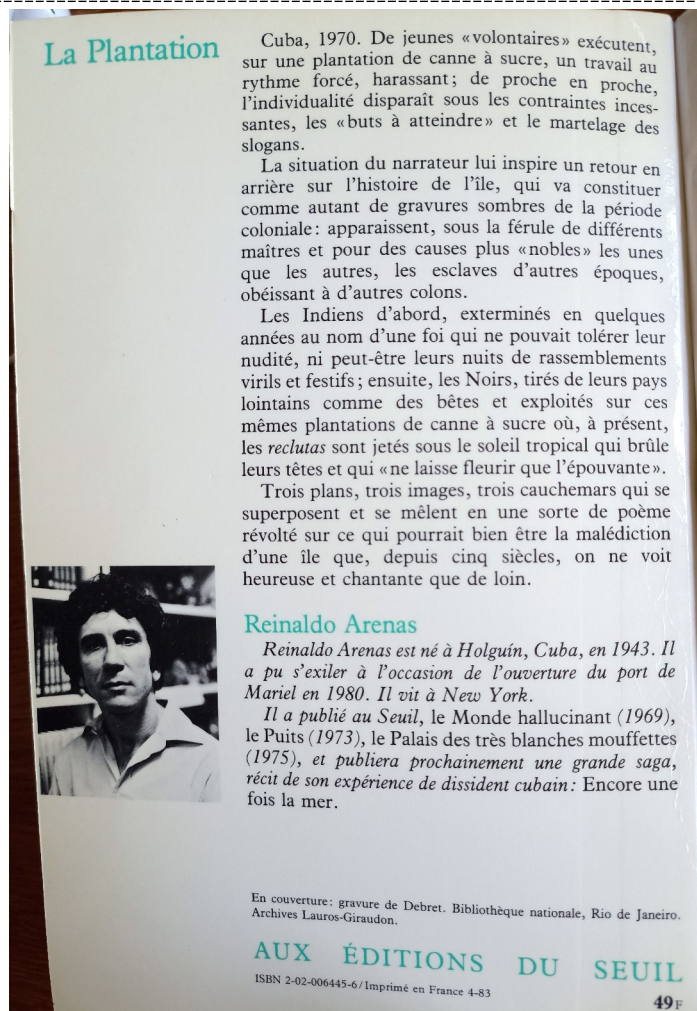 La Plantation
Cuba, 1970. De jeunes «volontaires» exécutent,
sur une plantation de canne à sucre, un travail au
rythme forcé, harassant; de proche en proche,
l'individualité disparaît sous les contraintes inces-
santes, les «buts à atteindre» et le martelage des
slogans.
La situation du narrateur lui inspire un retour en
arrière sur l'histoire de l'île, qui va constituer
comme autant de gravures sombres de la période
coloniale: apparaissent, sous la férule de différents
maîtres et pour des causes plus «nobles» les unes
que les autres, les esclaves d'autres époques,
obéissant à d'autres colons.
Les Indiens d'abord, exterminés en quelques
années au nom d'une foi qui ne pouvait tolérer leur
nudité, ni peut-être leurs nuits de rassemblements
virils et festifs; ensuite, les Noirs, tirés de leurs pays
lointains comme des bêtes et exploités sur ces
mêmes plantations de canne à sucre où, à présent,
les reclutas sont jetés sous le soleil tropical qui brûle
leurs têtes et qui «ne laisse fleurir que l'épouvante».
Trois plans, trois images, trois cauchemars qui se
superposent et se mêlent en une sorte de poème
révolté sur ce qui pourrait bien être la malédiction
d'une île que, depuis cinq siècles, on ne voit
heureuse et chantante que de loin.
Reinaldo Arenas
Reinaldo Arenas est né à Holguín, Cuba, en 1943. Il
a pu s'exiler à l'occasion de l'ouverture du port de
Mariel en 1980. Il vit à New York.
Il a publié au Seuil, le Monde hallucinant (1969),
le Puits (1973), le Palais des très blanches mouffettes
(1975), et publiera prochainement une grande saga,
récit de son expérience de dissident cubain: Encore une
fois la mer.
En couverture: gravure de Debret. Bibliothèque nationale, Rio de Janeiro.
Archives Lauros-Giraudon.
AUX ÉDITIONS DU SEUIL
ISBN 2-02-006445-6/Imprimé en France 4-83
49F